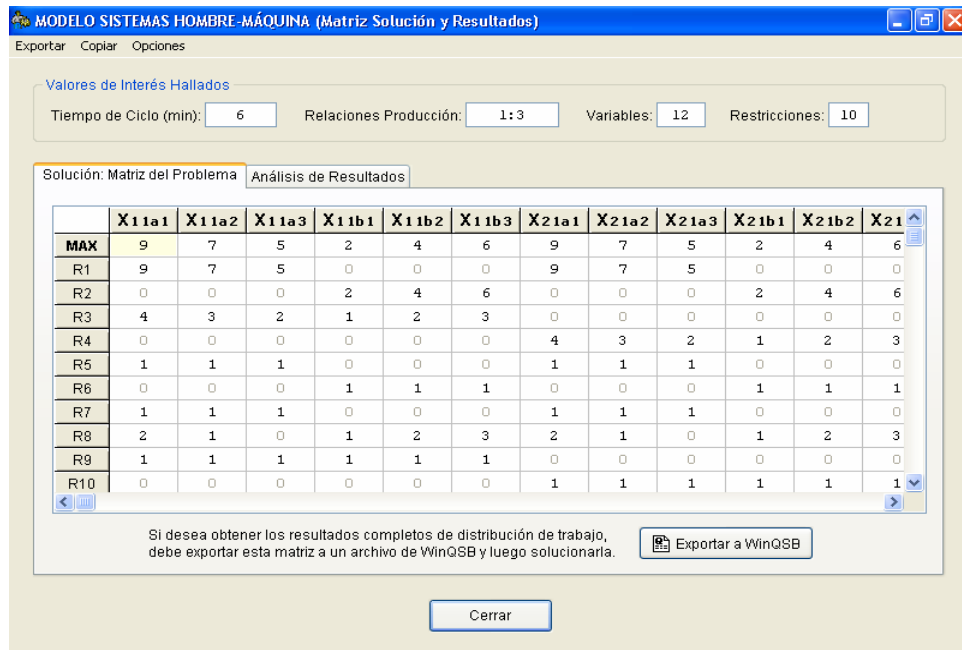 MODELO SISTEMAS HOMBRE-MÁQUINA (Matriz Solución y Resultados)
Exportar Copiar Opciones
Valores de Interés Hallados
Tiempo de Ciclo (min): 6 Relaciones Producción: 1:3 Variables: 12 Restricciones: 10
Solución: Matriz del Problema Análisis de Resultados
X11a1 X11a2 X11a3 X11b1 X11b2 X11b3 X21a1 X21a2 X21a3 X21b1 X21b2 X21
MAX 9 7 5 2 4 6 9 7 5 2 4 6
R1 9 7 5 0 0 0 9 7 5 0 0 0
R2 0 0 0 2 4 6 0 0 0 2 4 6
R3 4 3 2 1 2 3 0 0 0 0 0 0
R4 0 0 0 0 0 0 4 3 2 1 2 3
R5 1 1 1 0 0 0 1 1 1 0 0 0
R6 0 0 0 1 1 1 0 0 0 1 1 1
R7 1 1 1 0 0 0 1 1 1 0 0 0
R8 2 1 0 1 2 3 2 1 0 1 2 3
R9 1 1 1 1 1 1 0 0 0 0 0 0
R10 0 0 0 0 0 0 1 1 1 1 1 1
Si desea obtener los resultados completos de distribución de trabajo,
debe exportar esta matriz a un archivo de WinQSB y luego solucionarla.
Exportar a WinQSB
Cerrar